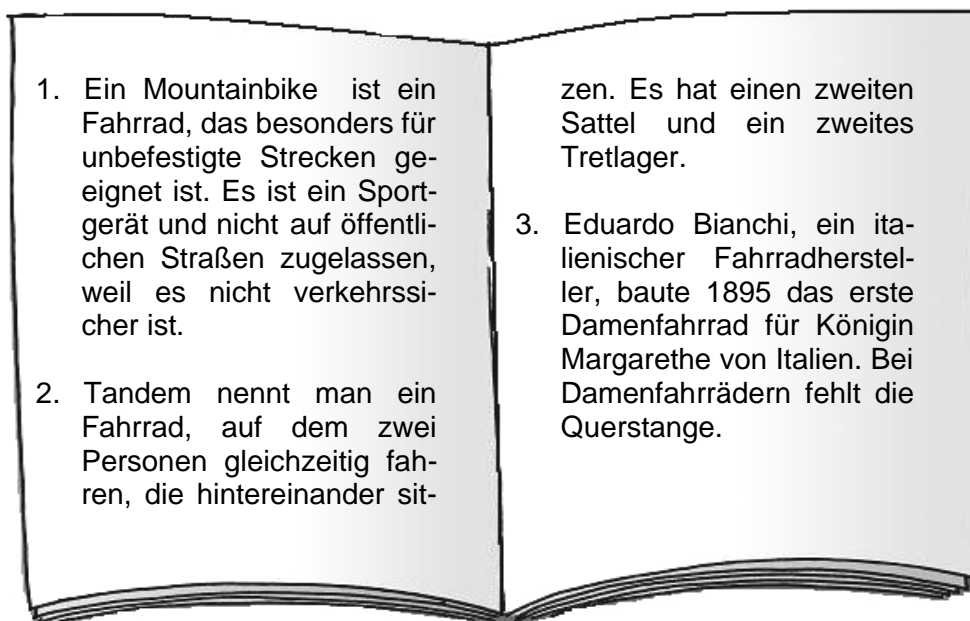 1. Ein Mountainbike ist ein
Fahrrad, das besonders für
unbefestigte Strecken ge-
eignet ist. Es ist ein Sport-
gerät und nicht auf öffentli-
chen Straßen zugelassen,
weil es nicht verkehrssi-
cher ist.
2. Tandem nennt man ein
Fahrrad, auf dem zwei
Personen gleichzeitig fah-
ren, die hintereinander sit-
zen. Es hat einen zweiten
Sattel und ein zweites
Tretlager.
3. Eduardo Bianchi, ein ita-
lienischer Fahrradherstel-
ler, baute 1895 das erste
Damenfahrrad für Königin
Margarethe von Italien. Bei
Damenfahrrädern fehlt die
Querstange.